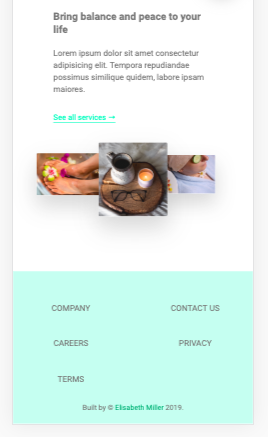 Bring balance and peace to your
life
Lorem ipsum dolor sit amet consectetur
adipisicing elit. Tempora repudiandae
possimus similique quidem, labore ipsam
maiores.
See all services →
COMPANY CONTACT US
CAREERS PRIVACY
TERMS
Built by © Elisabeth Miller 2019.